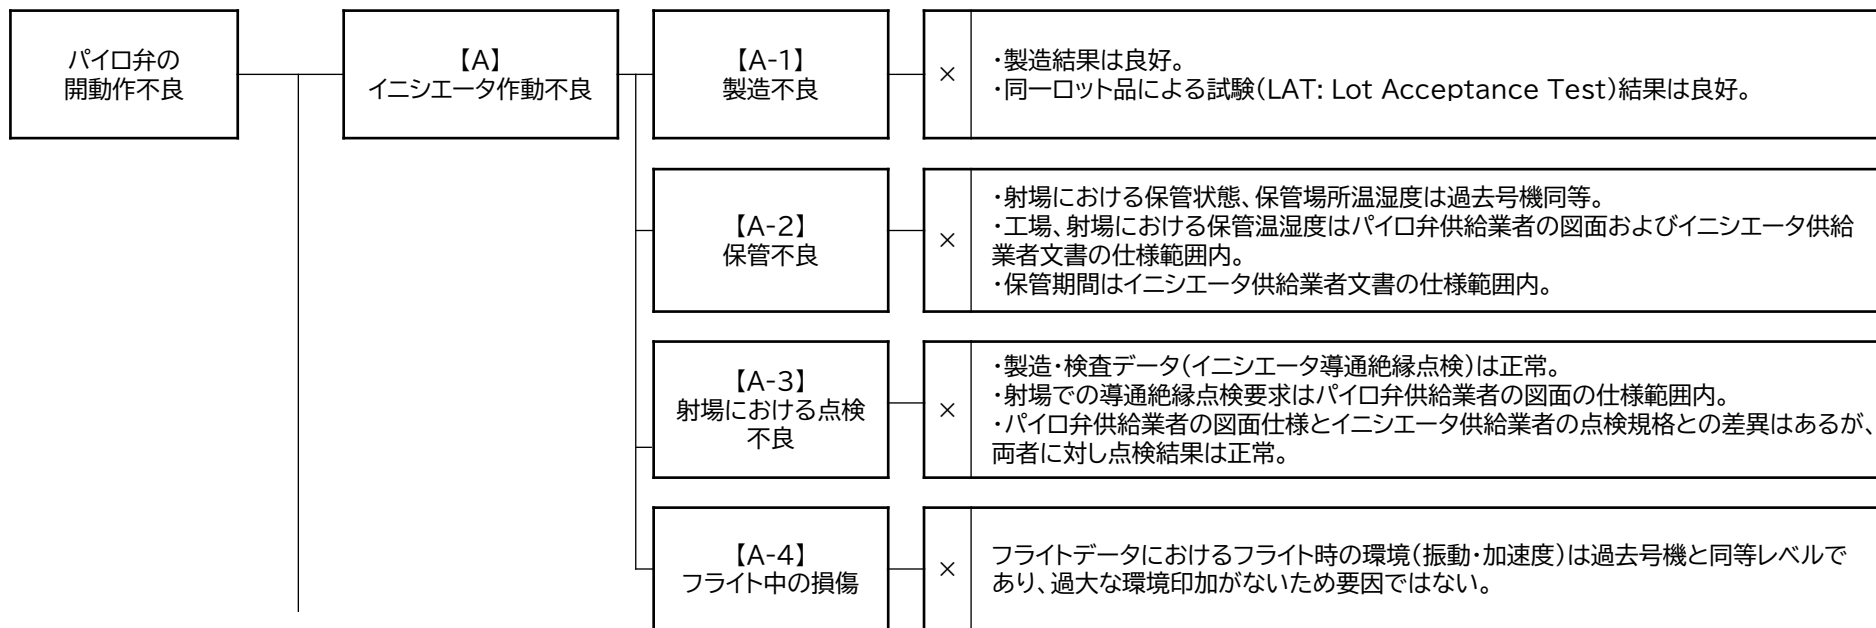 パイロ弁の
開動作不良
【A】
イニシエータ作動不良
【A-1】
製造不良
×
・製造結果は良好。
・同一ロット品による試験(LAT: Lot Acceptance Test)結果は良好。
【A-2】
保管不良
×
・射場における保管状態、保管場所温湿度は過去号機同等。
・工場、射場における保管温湿度はパイロ弁供給業者の図面およびイニシエータ供給
業者文書の仕様範囲内。
・保管期間はイニシエータ供給業者文書の仕様範囲内。
【A-3】
射場における点検
不良
×
・製造・検査データ(イニシエータ導通絶縁点検)は正常。
・射場での導通絶縁点検要求はパイロ弁供給業者の図面の仕様範囲内。
・パイロ弁供給業者の図面仕様とイニシエータ供給業者の点検規格との差異はあるが、
両者に対し点検結果は正常。
【A-4】
フライト中の損傷
×
フライトデータにおけるフライト時の環境(振動・加速度)は過去号機と同等レベルで
あり、過大な環境印加がないため要因ではない。